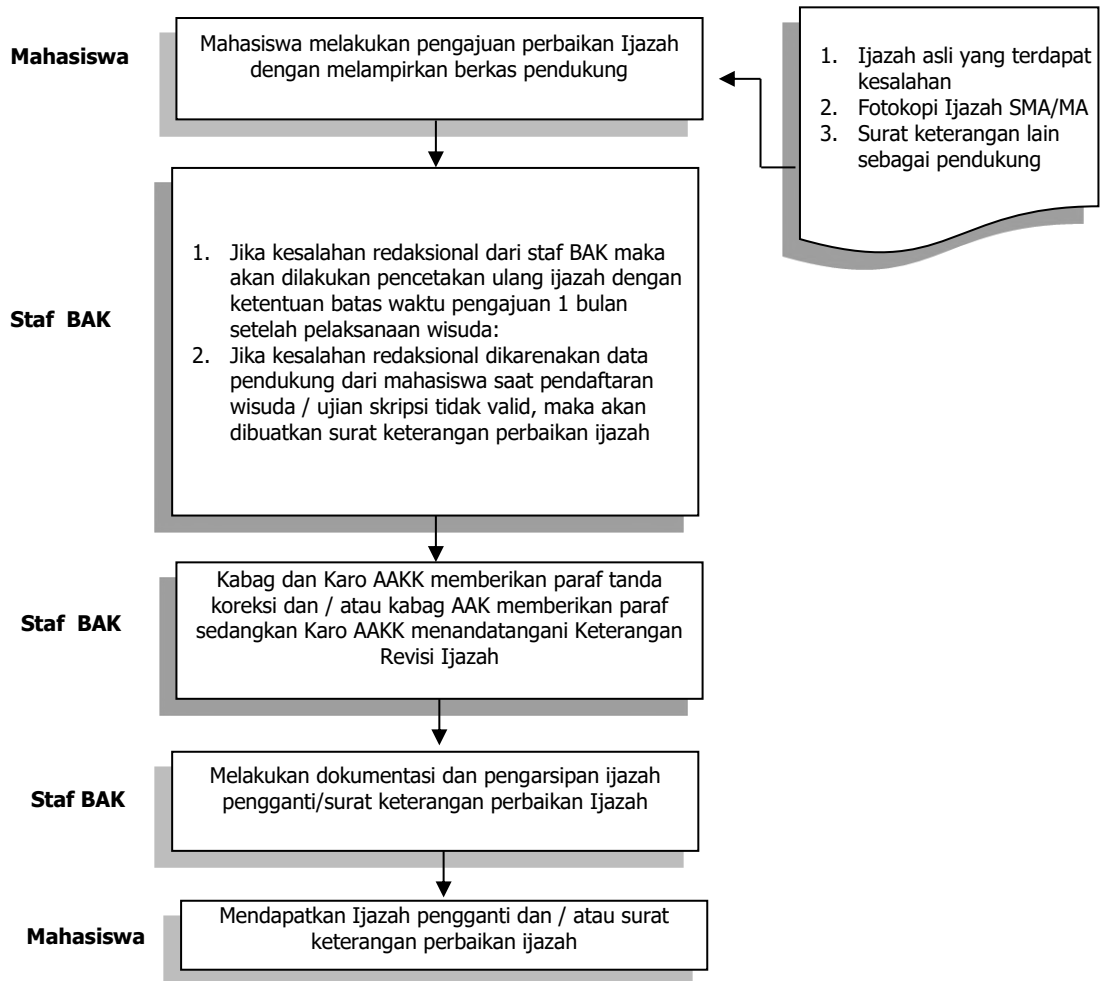 Mahasiswa
Mahasiswa melakukan pengajuan perbaikan Ijazah
dengan melampirkan berkas pendukung
1. Ijazah asli yang terdapat
kesalahan
2. Fotokopi Ijazah SMA/MA
3. Surat keterangan lain
sebagai pendukung
Staf BAK
1. Jika kesalahan redaksional dari staf BAK maka
akan dilakukan pencetakan ulang ijazah dengan
ketentuan batas waktu pengajuan 1 bulan
setelah pelaksanaan wisuda:
2. Jika kesalahan redaksional dikarenakan data
pendukung dari mahasiswa saat pendaftaran
wisuda / ujian skripsi tidak valid, maka akan
dibuatkan surat keterangan perbaikan ijazah
Staf BAK
Kabag dan Karo AAKK memberikan paraf tanda
koreksi dan / atau kabag AAK memberikan paraf
sedangkan Karo AAKK menandatangani Keterangan
Revisi Ijazah
Staf BAK
Melakukan dokumentasi dan pengarsipan ijazah
pengganti/surat keterangan perbaikan Ijazah
Mahasiswa
Mendapatkan Ijazah pengganti dan / atau surat
keterangan perbaikan ijazah